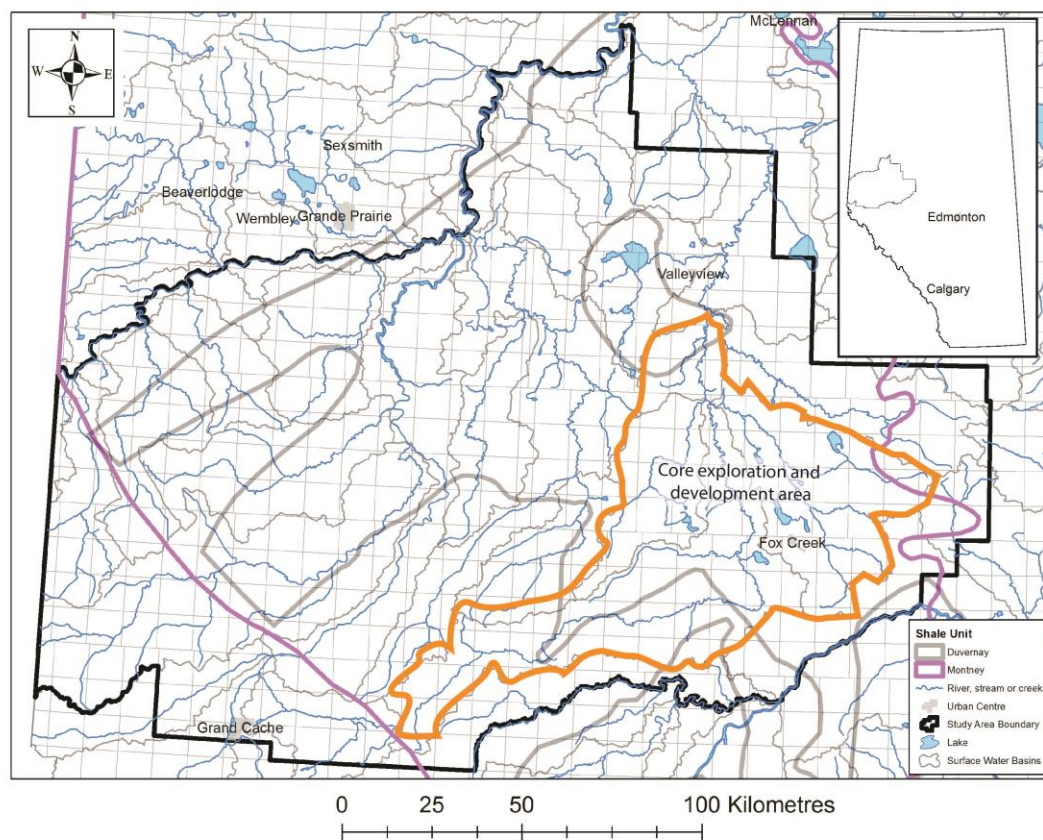 McLennan
N
W E
S
Sexsmith
Beaverlodge
Wembley
Grande Prairie
Edmonton
Valleyview
Calgary
Core exploration and
development area
Fox Creek
Grand Cache
Shale Unit
Duvernay
Montney
River, stream or creek
Urban Centre
Study Area Boundary
Lake
Surface Water Basins
0 25 50 100 Kilometres